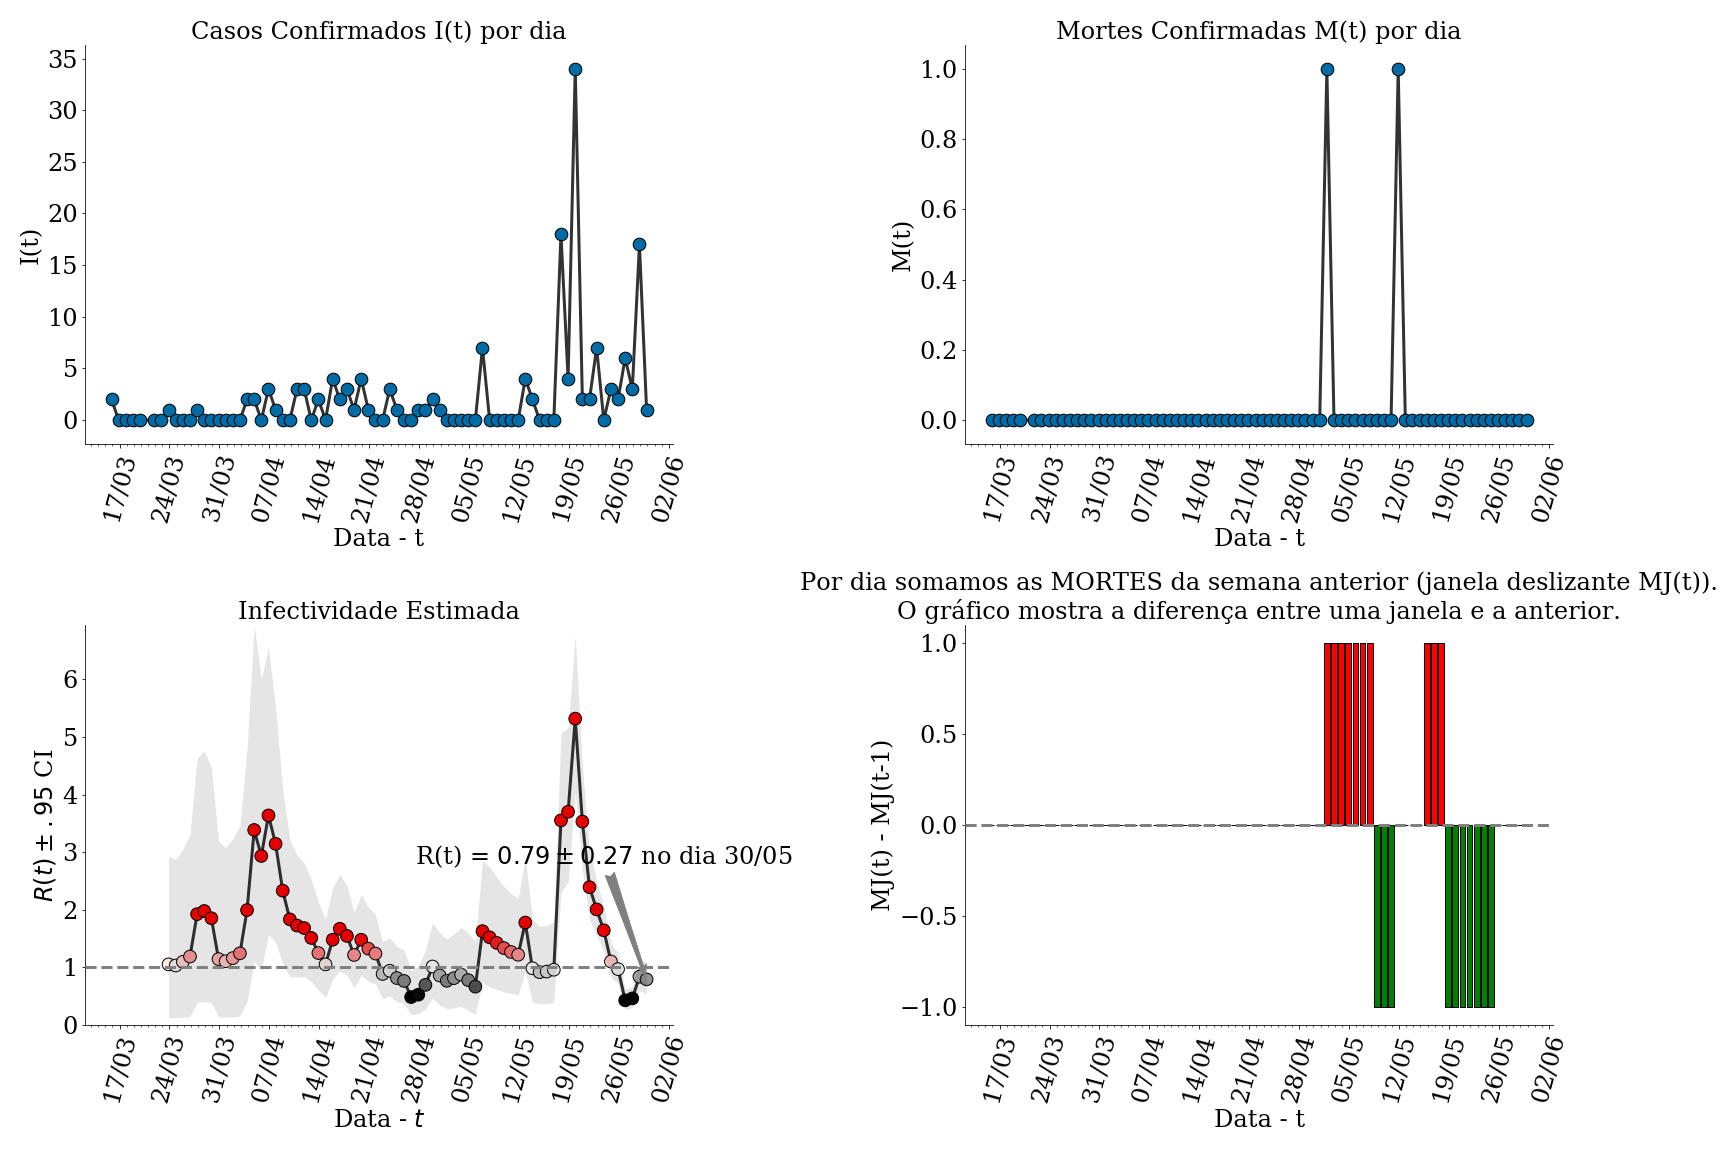 Casos Confirmados I(t) por dia
I(t)
35
30
25
20
15
10
5
0
17/03 24/03 31/03 07/04 14/04 21/04 28/04 05/05 12/05 19/05 26/05 02/06
Data - t
Mortes Confirmadas M(t) por dia
M(t)
1.0
0.8
0.6
0.4
0.2
0.0
17/03 24/03 31/03 07/04 14/04 21/04 28/04 05/05 12/05 19/05 26/05 02/06
Data - t
Infectividade Estimada
R(t) ± .95 CI
6
5
4
3
2
1
0
R(t) = 0.79 ± 0.27 no dia 30/05
17/03 24/03 31/03 07/04 14/04 21/04 28/04 05/05 12/05 19/05 26/05 02/06
Data - t
Por dia somamos as MORTES da semana anterior (janela deslizante MJ(t)).
O gráfico mostra a diferença entre uma janela e a anterior.
MJ(t) - MJ(t-1)
1.0
0.5
0.0
−0.5
−1.0
17/03 24/03 31/03 07/04 14/04 21/04 28/04 05/05 12/05 19/05 26/05 02/06
Data - t